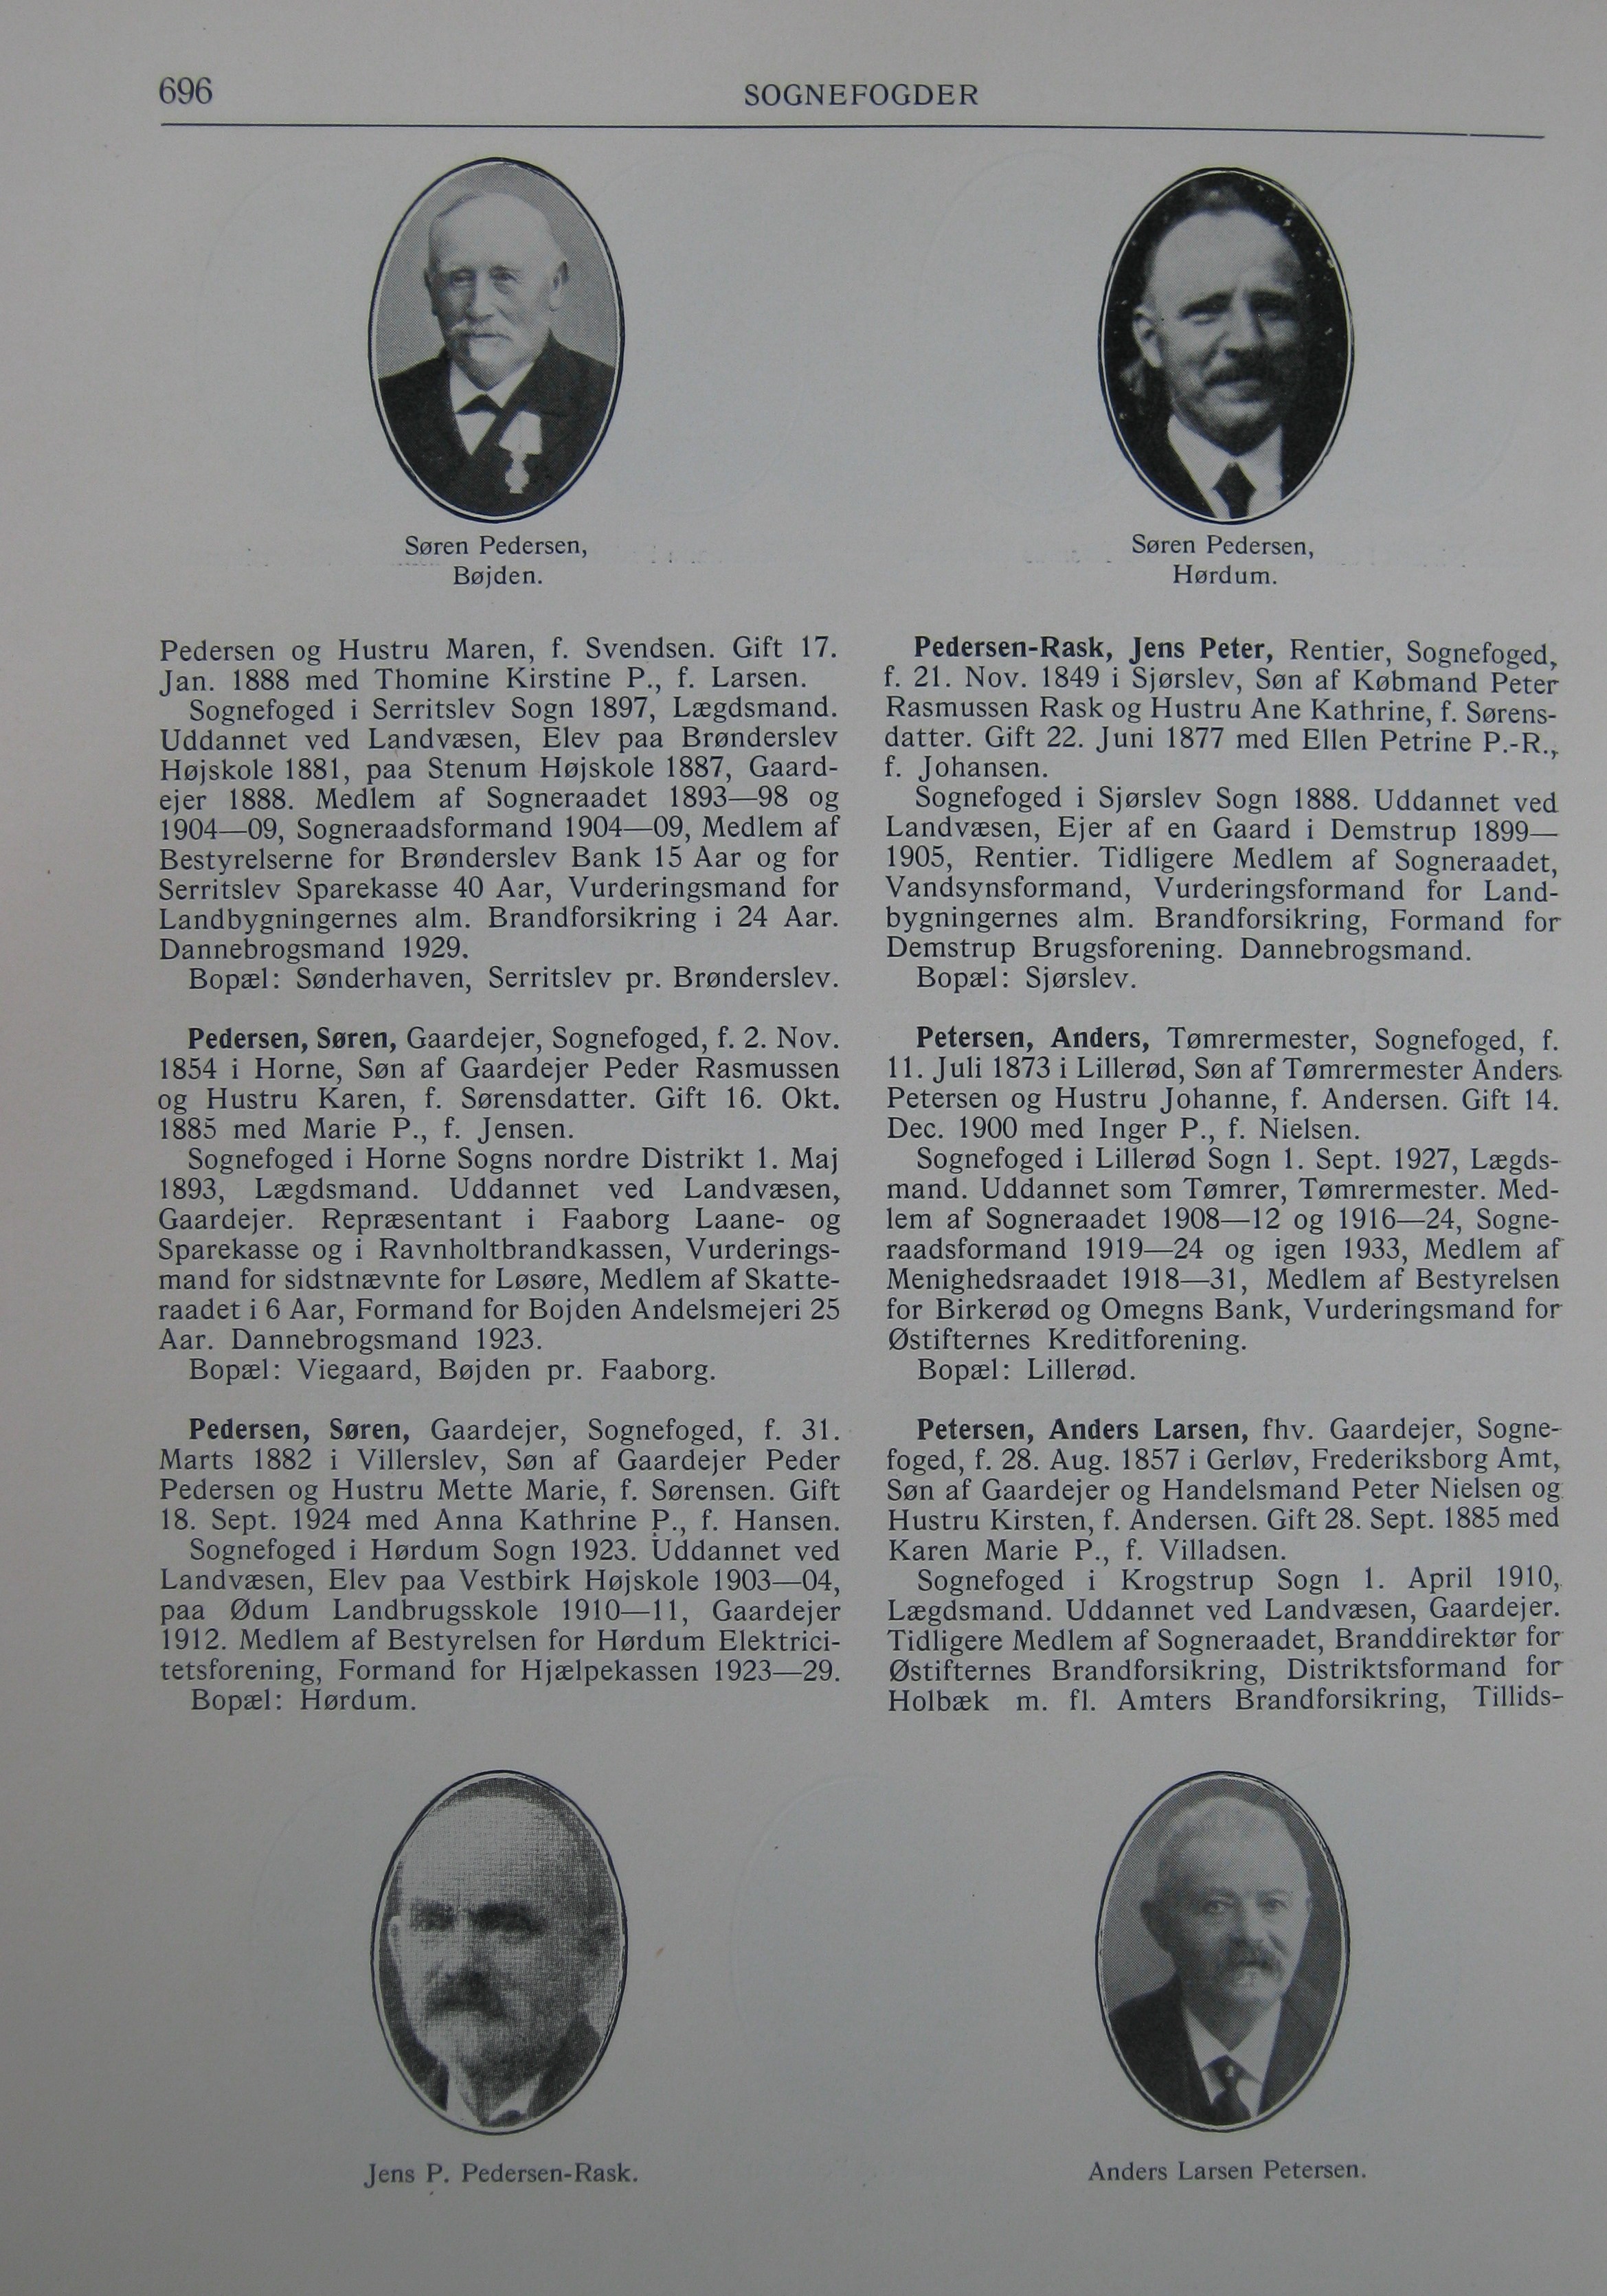 696
SOGNEFOGDER
Søren Pedersen,
Bøjden.
Søren Pedersen,
Hørdum.
Pedersen og Hustru Maren, f. Svendsen. Gift 17.
Jan. 1888 med Thomine Kirstine P., f. Larsen.
Sognefoged i Serritslev Sogn 1897, Lægdsmand.
Uddannet ved Landvæsen, Elev paa Brønderslev
Højskole 1881, paa Stenum Højskole 1887, Gaard-
ejer 1888. Medlem af Sogneraadet 1893—98 og
1904—09, Sogneraadsformand 1904—09, Medlem af
Bestyrelserne for Brønderslev Bank 15 Aar og for
Serritslev Sparekasse 40 Aar, Vurderingsmand for
Landbygningernes alm. Brandforsikring i 24 Aar.
Dannebrogsmand 1929.
Bopæl: Sønderhaven, Serritslev pr. Brønderslev.
Pedersen, Søren, Gaardejer, Sognefoged, f. 2. Nov.
1854 i Horne, Søn af Gaardejer Peder Rasmussen
og Hustru Karen, f. Sørensdatter. Gift 16. Okt.
1885 med Marie P., f. Jensen.
Sognefoged i Horne Sogns nordre Distrikt 1. Maj
1893, Lægdsmand. Uddannet ved Landvæsen,
Gaardejer. Repræsentant i Faaborg Laane- og
Sparekasse og i Ravnholtbrandkassen, Vurderings-
mand for sidstnævnte for Løsøre, Medlem af Skatte-
raadet i 6 Aar, Formand for Bojden Andelsmejeri 25
Aar. Dannebrogsmand 1923.
Bopæl: Viegaard, Bøjden pr. Faaborg.
Pedersen, Søren, Gaardejer, Sognefoged, f. 31.
Marts 1882 i Villerslev, Søn af Gaardejer Peder
Pedersen og Hustru Mette Marie, f. Sørensen. Gift
18. Sept. 1924 med Anna Kathrine P., f. Hansen.
Sognefoged i Hørdum Sogn 1923. Uddannet ved
Landvæsen, Elev paa Vestbirk Højskole 1903—04,
paa Ødum Landbrugsskole 1910—11, Gaardejer
1912. Medlem af Bestyrelsen for Hørdum Elektrici-
tetsforening, Formand for Hjælpekassen 1923—29.
Bopæl: Hørdum.
Pedersen-Rask, Jens Peter, Rentier, Sognefoged,
f. 21. Nov. 1849 i Sjørslev, Søn af Købmand Peter
Rasmussen Rask og Hustru Ane Kathrine, f. Sørens-
datter. Gift 22. Juni 1877 med Ellen Petrine P.-R.,
f. Johansen.
Sognefoged i Sjørslev Sogn 1888. Uddannet ved
Landvæsen, Ejer af en Gaard i Demstrup 1899—
1905, Rentier. Tidligere Medlem af Sogneraadet,
Vandsynsformand, Vurderingsformand for Land-
bygningernes alm. Brandforsikring, Formand for
Demstrup Brugsforening. Dannebrogsmand.
Bopæl: Sjørslev.
Petersen, Anders, Tømrermester, Sognefoged, f.
11. Juli 1873 i Lillerød, Søn af Tømrermester Anders
Petersen og Hustru Johanne, f. Andersen. Gift 14.
Dec. 1900 med Inger P., f. Nielsen.
Sognefoged i Lillerød Sogn 1. Sept. 1927, Lægds-
mand. Uddannet som Tømrer, Tømrermester. Med-
lem af Sogneraadet 1908—12 og 1916—24, Sogne-
raadsformand 1919—24 og igen 1933, Medlem af
Menighedsraadet 1918—31, Medlem af Bestyrelsen
for Birkerød og Omegns Bank, Vurderingsmand for
Østifternes Kreditforening.
Bopæl: Lillerød.
Petersen, Anders Larsen, fhv. Gaardejer, Sogne-
foged, f. 28. Aug. 1857 i Gerløv, Frederiksborg Amt,
Søn af Gaardejer og Handelsmand Peter Nielsen og
Hustru Kirsten, f. Andersen. Gift 28. Sept. 1885 med
Karen Marie P., f. Villadsen.
Sognefoged i Krogstrup Sogn 1. April 1910,
Lægdsmand. Uddannet ved Landvæsen, Gaardejer.
Tidligere Medlem af Sogneraadet, Branddirektør for
Østifternes Brandforsikring, Distriktsformand for
Holbæk m. fl. Amters Brandforsikring, Tillids-
Jens P. Pedersen-Rask.
Anders Larsen Petersen.